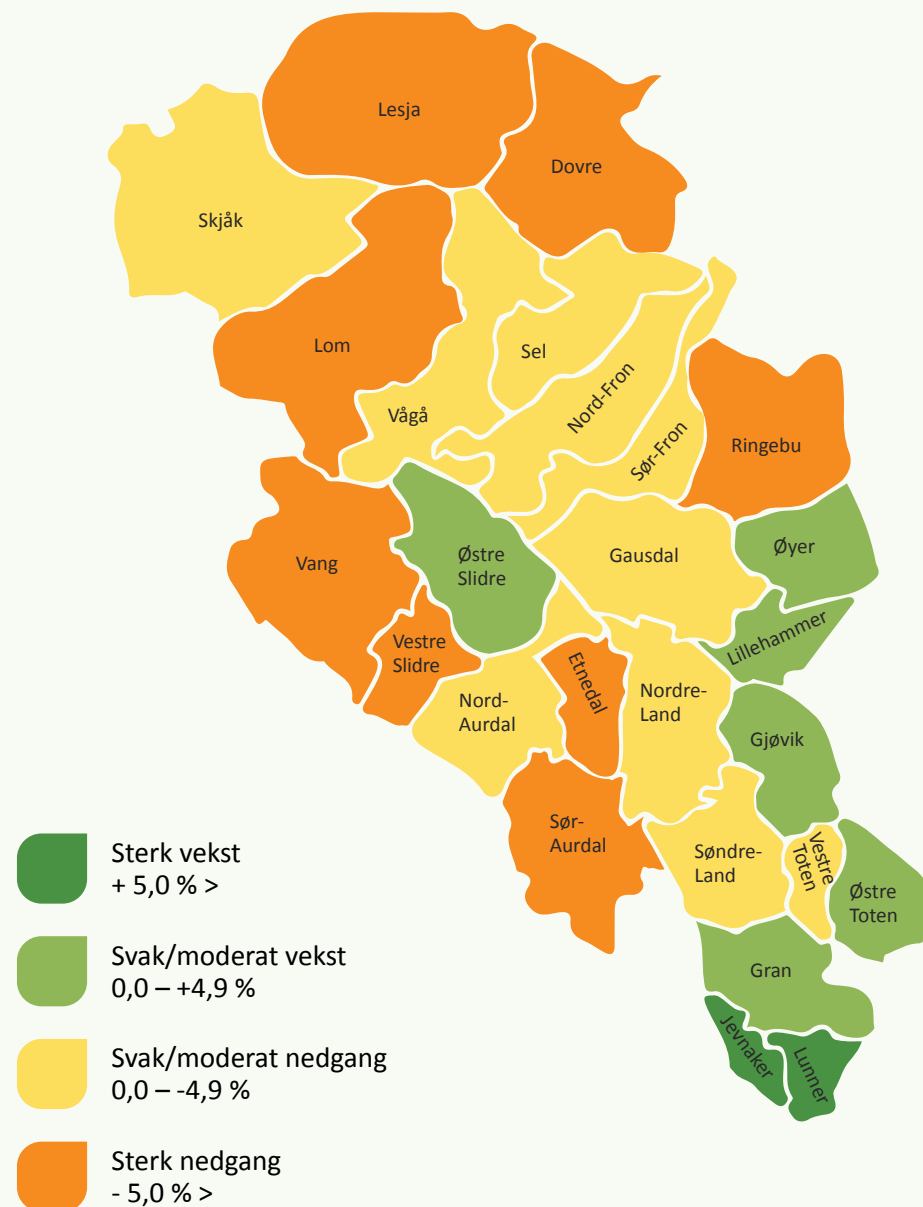 Lesja
Dovre
Skjåk
Lom
Sel
Vågå
Nord-Fron
Sør-Fron
Ringebu
Vang
Østre
Slidre
Gausdal
Øyer
Vestre
Slidre
Lillehammer
Etnedal
Nord-
Aurdal
Nordre-
Land
Gjøvik
Sør-
Aurdal
Søndre-
Land
Vestre
Toten
Østre
Toten
Gran
Jevnaker
Lunner
Sterk vekst
+ 5,0 % >
Svak/moderat vekst
0,0 – +4,9 %
Svak/moderat nedgang
0,0 – -4,9 %
Sterk nedgang
- 5,0 % >